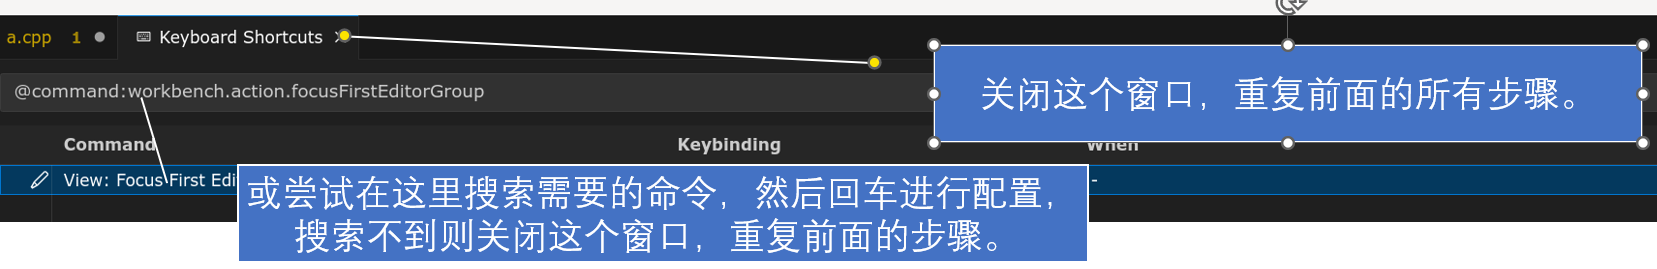 a.cpp 1 Keyboard Shortcuts
@command:workbench.action.focusFirstEditorGroup
关闭这个窗口，重复前面的所有步骤。
Command Keybinding When
View: Focus First Edi -
或尝试在这里搜索需要的命令，然后回车进行配置，
搜索不到则关闭这个窗口，重复前面的步骤。